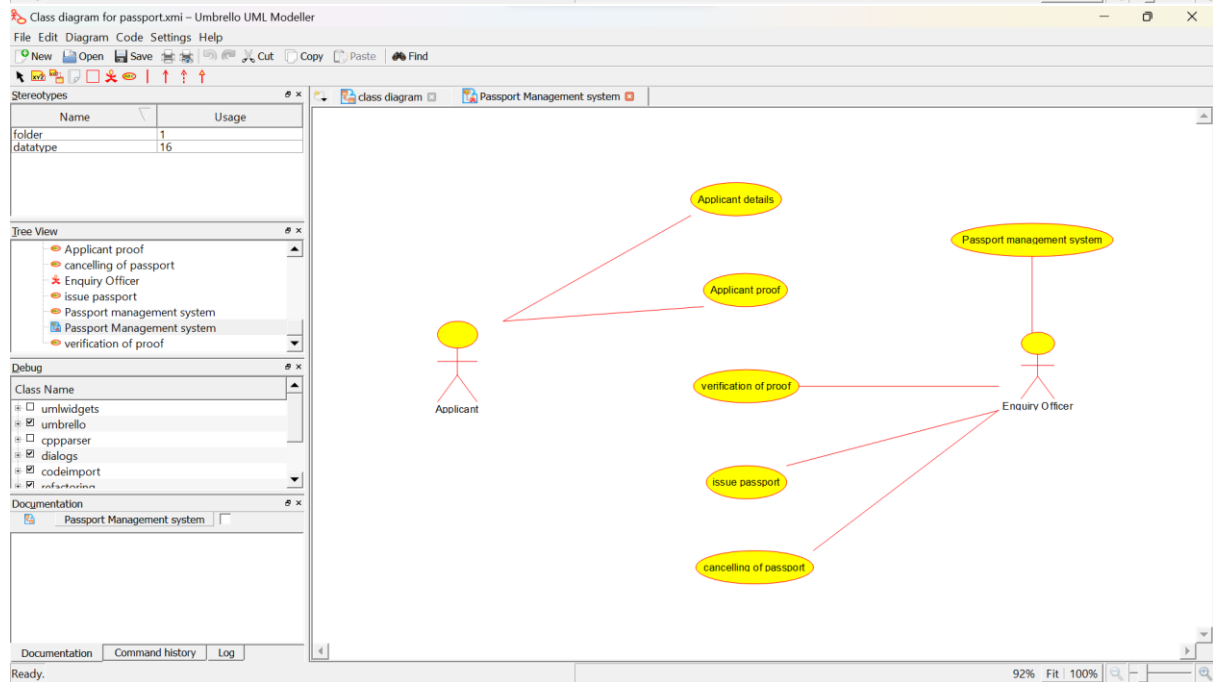 Class diagram for passport.xmi – Umbrello UML Modeller
File Edit Diagram Code Settings Help
New Open Save Cut Copy Paste Find
Stereotypes
Name Usage
folder 1
datatype 16
Tree View
Applicant proof
cancelling of passport
Enquiry Officer
issue passport
Passport management system
Passport Management system
verification of proof
Debug
Class Name
umlwidgets
umbrello
cppparser
dialogs
codeimport
refactoring
Documentation
Passport Management system
Documentation Command history Log
Ready.
class diagram Passport Management system
Applicant details
Passport management system
Applicant proof
verification of proof
Applicant
Enquiry Officer
issue passport
cancelling of passport
92% Fit 100%